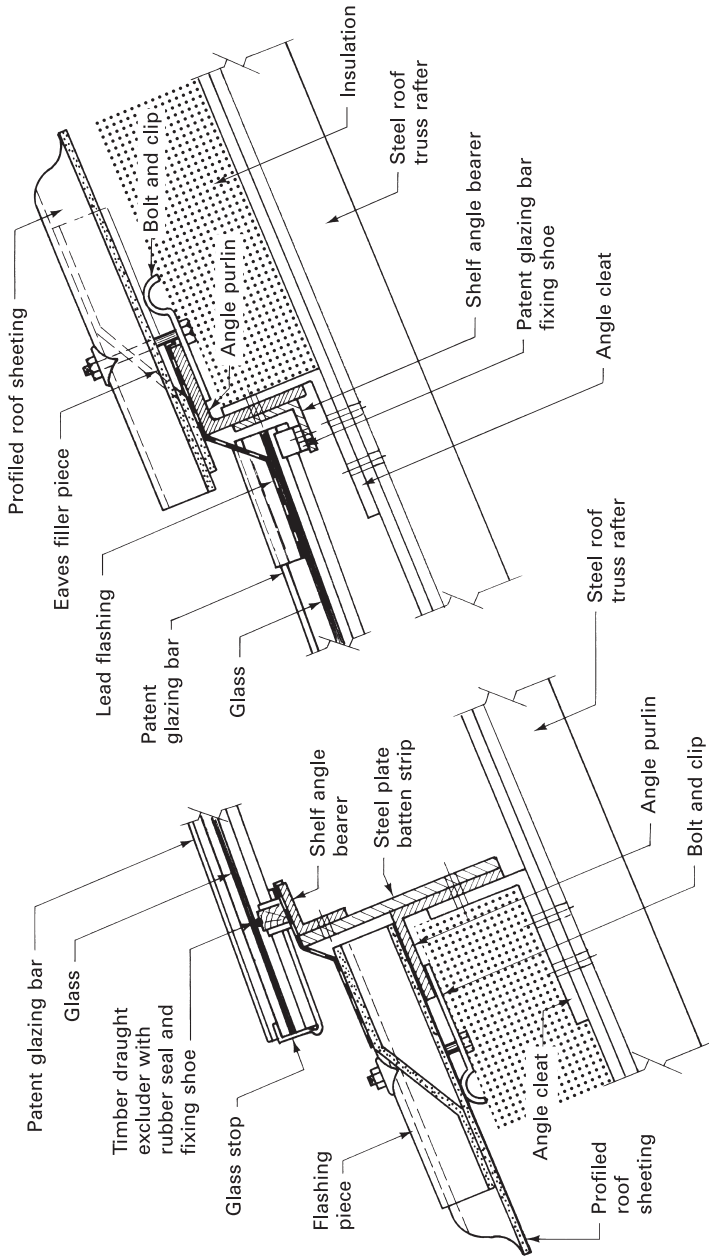 Profiled roof sheeting
Eaves filler piece
Lead flashing
Patent
glazing bar
Glass
Bolt and clip
Angle purlin
Insulation
Steel roof
truss rafter
Shelf angle bearer
Patent glazing bar
fixing shoe
Angle cleat
Patent glazing bar
Glass
Timber draught
excluder with
rubber seal and
fixing shoe
Glass stop
Flashing
piece
Shelf angle
bearer
Steel plate
batten strip
Steel roof
truss rafter
Angle purlin
Bolt and clip
Angle cleat
Profiled
roof
sheeting